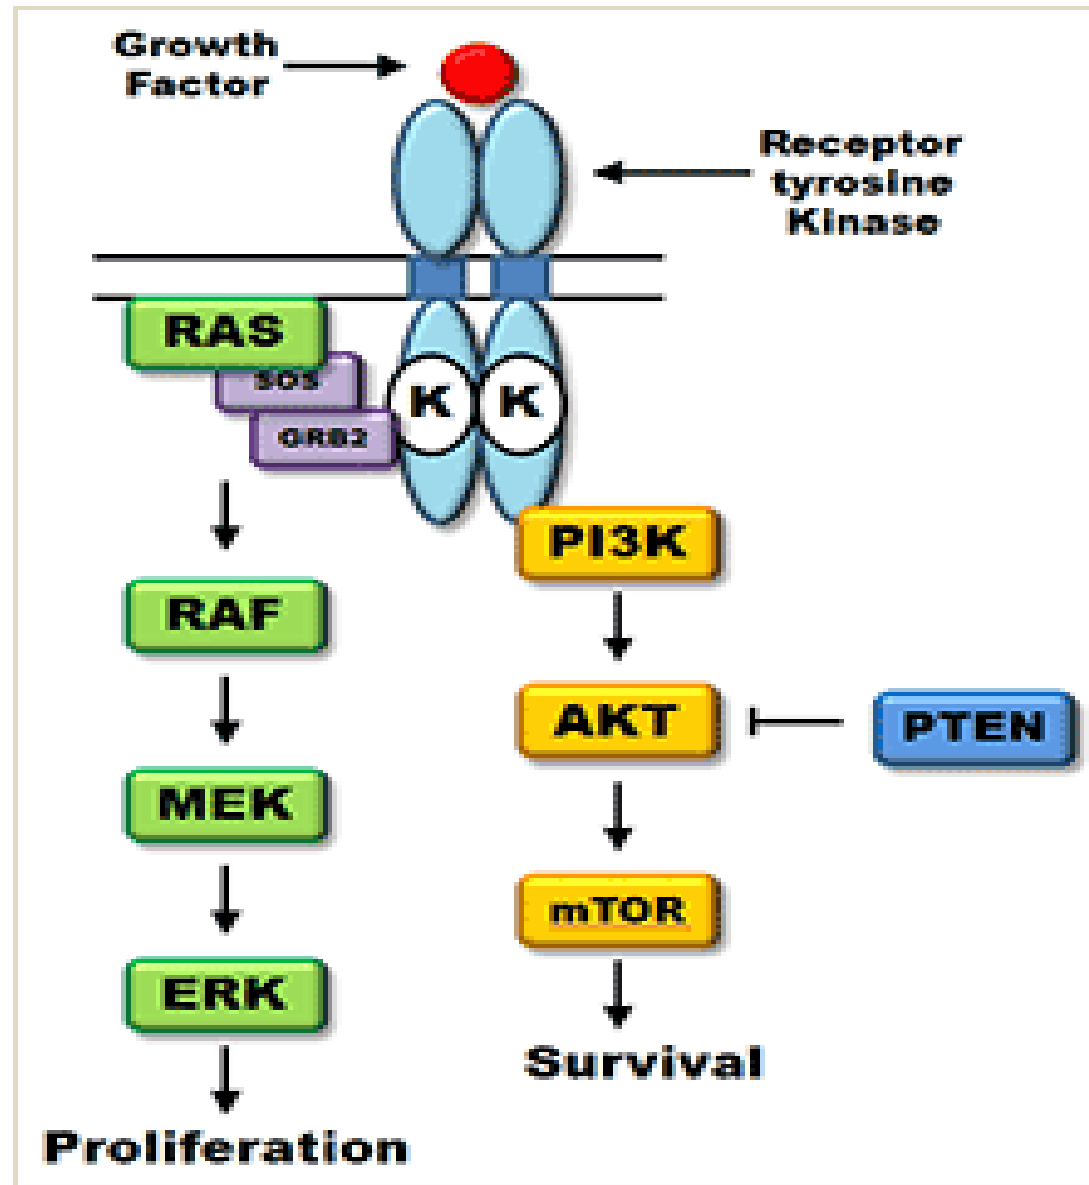 Growth
Factor
Receptor
tyrosine
Kinase
RAS
SOS
GRB2
K
K
PI3K
RAF
AKT
PTEN
MEK
mTOR
ERK
Survival
Proliferation